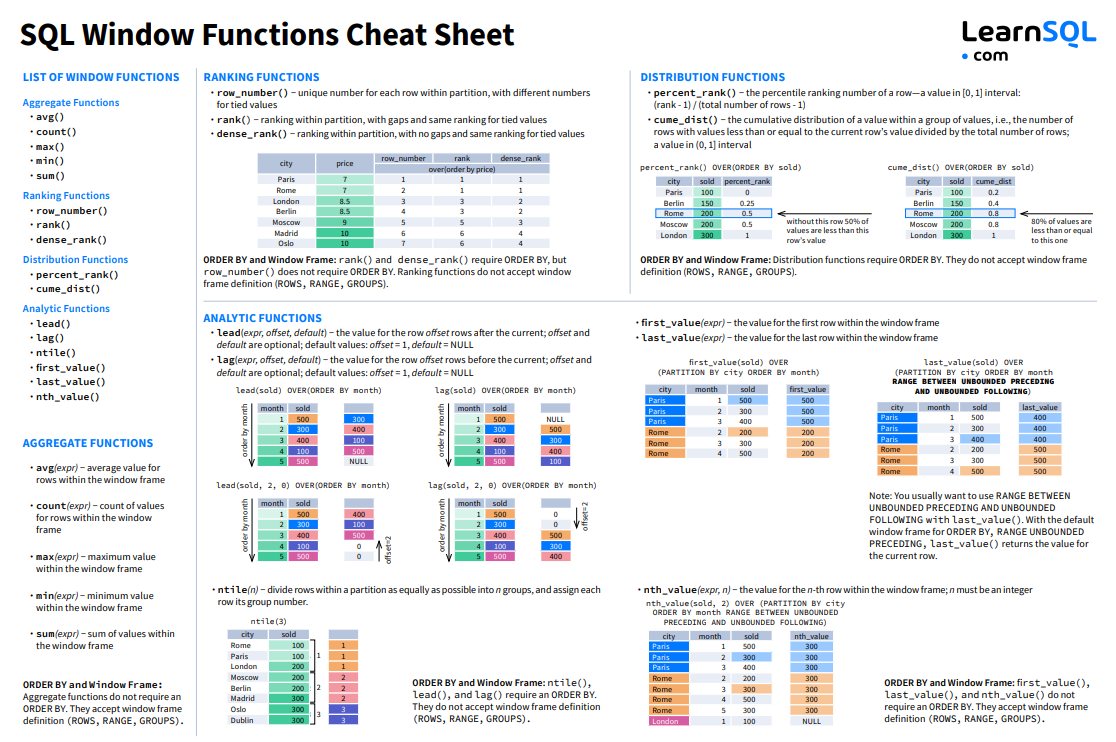 SQL Window Functions Cheat Sheet
LearnSQL
• com
LIST OF WINDOW FUNCTIONS
Aggregate Functions
• avg()
• count()
• max()
• min()
• sum()
Ranking Functions
• row_number()
• rank()
• dense_rank()
Distribution Functions
• percent_rank()
• cume_dist()
Analytic Functions
• lead()
• lag()
• ntile()
• first_value()
• last_value()
• nth_value()
AGGREGATE FUNCTIONS
• avg(expr) – average value for
rows within the window frame
• count(expr) – count of values
for rows within the window
frame
• max(expr) – maximum value
within the window frame
• min(expr) – minimum value
within the window frame
• sum(expr) – sum of values within
the window frame
ORDER BY and Window Frame:
Aggregate functions do not require an
ORDER BY. They accept window frame
definition (ROWS, RANGE, GROUPS).
RANKING FUNCTIONS
• row_number() – unique number for each row within partition, with different numbers
for tied values
• rank() – ranking within partition, with gaps and same ranking for tied values
• dense_rank() – ranking within partition, with no gaps and same ranking for tied values
city price row_number rank dense_rank
over(order by price)
Paris 7 1 1 1
Rome 7 2 1 1
London 8.5 3 3 2
Berlin 8.5 4 3 2
Moscow 9 5 5 3
Madrid 10 6 6 4
Oslo 10 7 6 4
ORDER BY and Window Frame: rank() and dense_rank() require ORDER BY, but
row_number() does not require ORDER BY. Ranking functions do not accept window
frame definition (ROWS, RANGE, GROUPS).
DISTRIBUTION FUNCTIONS
• percent_rank() – the percentile ranking number of a row—a value in [0, 1] interval:
(rank - 1) / (total number of rows - 1)
• cume_dist() – the cumulative distribution of a value within a group of values, i.e., the number of
rows with values less than or equal to the current row's value divided by the total number of rows;
a value in (0, 1] interval
percent_rank() OVER(ORDER BY sold)
city sold percent_rank
Paris 100 0
Berlin 150 0.25
Rome 200 0.5
Moscow 200 0.5
London 300 1
without this row 50% of
values are less than this
row's value
cume_dist() OVER(ORDER BY sold)
city sold cume_dist
Paris 100 0.2
Berlin 150 0.4
Rome 200 0.8
Moscow 200 0.8
London 300 1
80% of values are
less than or equal
to this one
ORDER BY and Window Frame: Distribution functions require ORDER BY. They do not accept window frame
definition (ROWS, RANGE, GROUPS).
ANALYTIC FUNCTIONS
• lead(expr, offset, default) – the value for the row offset rows after the current; offset and
default are optional; default values: offset = 1, default = NULL
• lag(expr, offset, default) – the value for the row offset rows before the current; offset and
default are optional; default values: offset = 1, default = NULL
lead(sold) OVER(ORDER BY month)
order by month
month sold
1 500 300
2 300 400
3 400 100
4 100 500
5 500 NULL
lag(sold) OVER(ORDER BY month)
order by month
month sold
1 500 NULL
2 300 500
3 400 300
4 100 400
5 500 100
lead(sold, 2, 0) OVER(ORDER BY month)
order by month
month sold
1 500 400
2 300 100
3 400 500
4 100 0
5 500 0
offset=2
lag(sold, 2, 0) OVER(ORDER BY month)
order by month
month sold
1 500 0
2 300 0
3 400 500
4 100 300
5 500 400
offset=2
• ntile(n) – divide rows within a partition as equally as possible into n groups, and assign each
row its group number.
ntile(3)
city sold
Rome 100 1
Paris 100 1 1
London 200 1
Moscow 200 2
Berlin 200 2 2
Madrid 300 2
Oslo 300 3
3
Dublin 300 3
ORDER BY and Window Frame: ntile(),
lead(), and lag() require an ORDER BY.
They do not accept window frame definition
(ROWS, RANGE, GROUPS).
• first_value(expr) – the value for the first row within the window frame
• last_value(expr) – the value for the last row within the window frame
first_value(sold) OVER
(PARTITION BY city ORDER BY month)
city month sold first_value
Paris 1 500 500
Paris 2 300 500
Paris 3 400 500
Rome 2 200 200
Rome 3 300 200
Rome 4 500 200
last_value(sold) OVER
(PARTITION BY city ORDER BY month
RANGE BETWEEN UNBOUNDED PRECEDING
AND UNBOUNDED FOLLOWING)
city month sold last_value
Paris 1 500 400
Paris 2 300 400
Paris 3 400 400
Rome 2 200 500
Rome 3 300 500
Rome 4 500 500
Note: You usually want to use RANGE BETWEEN
UNBOUNDED PRECEDING AND UNBOUNDED
FOLLOWING with last_value(). With the default
window frame for ORDER BY, RANGE UNBOUNDED
PRECEDING, last_value() returns the value for
the current row.
• nth_value(expr, n) – the value for the n-th row within the window frame; n must be an integer
nth_value(sold, 2) OVER (PARTITION BY city
ORDER BY month RANGE BETWEEN UNBOUNDED
PRECEDING AND UNBOUNDED FOLLOWING)
city month sold nth_value
Paris 1 500 300
Paris 2 300 300
Paris 3 400 300
Rome 2 200 300
Rome 3 300 300
Rome 4 500 300
Rome 5 300 300
London 1 100 NULL
ORDER BY and Window Frame: first_value(),
last_value(), and nth_value() do not
require an ORDER BY. They accept window frame
definition (ROWS, RANGE, GROUPS).